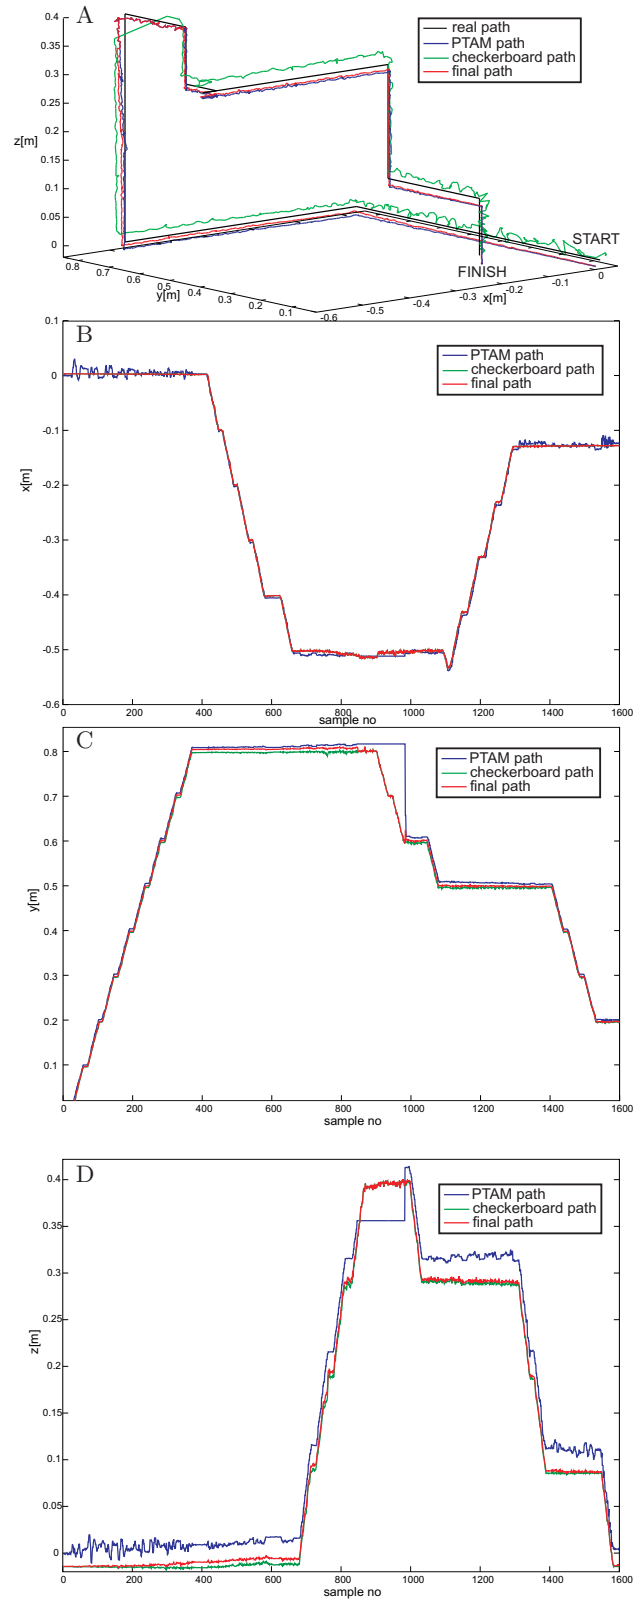 A
real path
PTAM path
checkerboard path
final path
0.4
0.35
0.3
0.25
z[m]
0.2
0.15
0.1
0.05
0
START
FINISH
0.8
0.7
0.6
0.5
0.4
0.3
0.2
0.1
y[m]
-0.6
-0.5
-0.4
-0.3
-0.2
-0.1
0
x[m]
B
PTAM path
checkerboard path
final path
0.1
0
-0.1
-0.2
-0.3
-0.4
-0.5
-0.6
x[m]
0 200 400 600 800 1000 1200 1400 1600
sample no
C
PTAM path
checkerboard path
final path
0.8
0.7
0.6
0.5
0.4
0.3
0.2
0.1
y[m]
0 200 400 600 800 1000 1200 1400 1600
sample no
D
PTAM path
checkerboard path
final path
0.4
0.35
0.3
0.25
0.2
0.15
0.1
0.05
0
z[m]
0 200 400 600 800 1000 1200 1400 1600
sample no